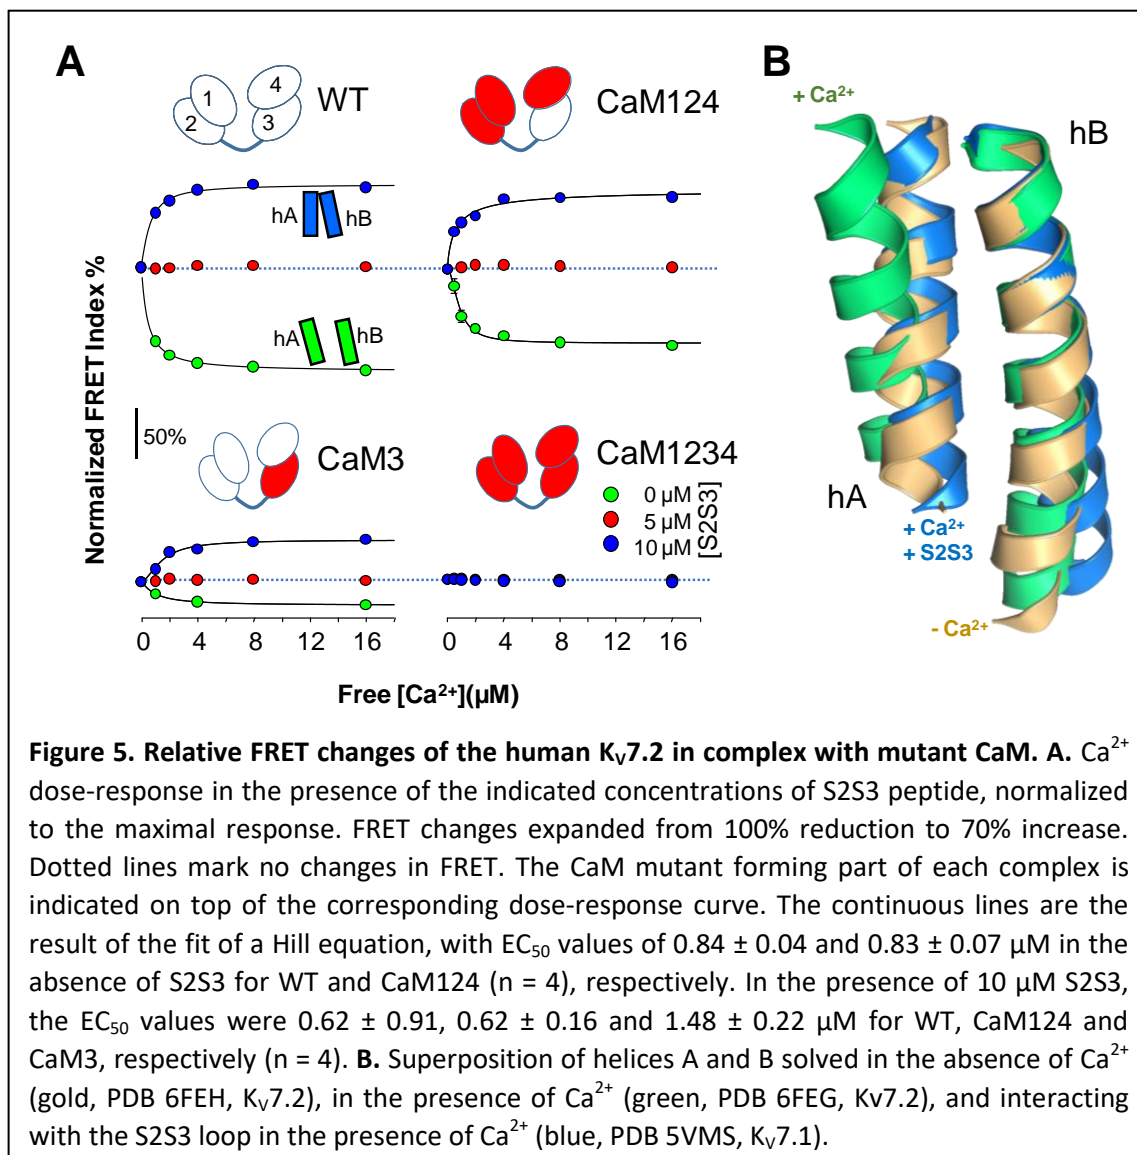 A
B
WT
1
2
3
4
CaM124
+ Ca²⁺
hB
hA
hB
hA
hB
Normalized FRET Index %
50%
CaM3
CaM1234
0 µM
5 µM
10 µM
[S2S3]
hA
+ Ca²⁺
+ S2S3
- Ca²⁺
0 4 8 12 16
0 4 8 12 16
Free [Ca²⁺](µM)
Figure 5. Relative FRET changes of the human Kᵥ7.2 in complex with mutant CaM. A. Ca²⁺
dose-response in the presence of the indicated concentrations of S2S3 peptide, normalized
to the maximal response. FRET changes expanded from 100% reduction to 70% increase.
Dotted lines mark no changes in FRET. The CaM mutant forming part of each complex is
indicated on top of the corresponding dose-response curve. The continuous lines are the
result of the fit of a Hill equation, with EC₅₀ values of 0.84 ± 0.04 and 0.83 ± 0.07 µM in the
absence of S2S3 for WT and CaM124 (n = 4), respectively. In the presence of 10 µM S2S3,
the EC₅₀ values were 0.62 ± 0.91, 0.62 ± 0.16 and 1.48 ± 0.22 µM for WT, CaM124 and
CaM3, respectively (n = 4). B. Superposition of helices A and B solved in the absence of Ca²⁺
(gold, PDB 6FEH, Kᵥ7.2), in the presence of Ca²⁺ (green, PDB 6FEG, Kv7.2), and interacting
with the S2S3 loop in the presence of Ca²⁺ (blue, PDB 5VMS, Kᵥ7.1).